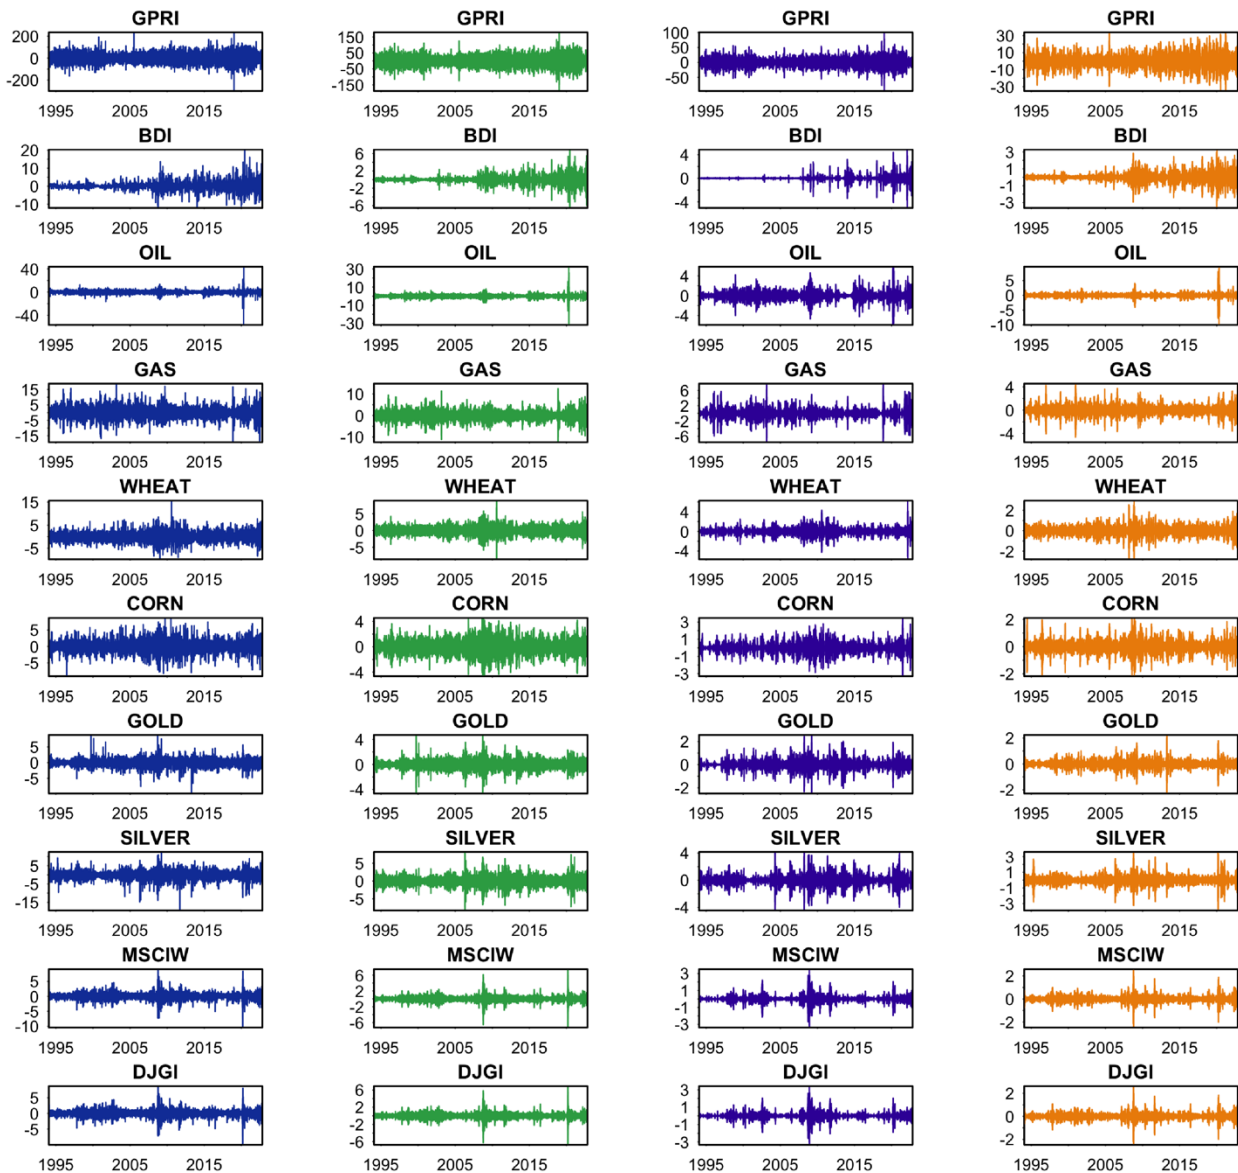 GPRI GPRI GPRI GPRI
200 150 100 30
0 50 50 10
-50 0 -10
-300 -150 -50 -30
1995 2005 2015 1995 2005 2015 1995 2005 2015 1995 2005 2015
BDI BDI BDI BDI
20 6 4 3
10 2 0 1
0 -2 -1
-10 -6 -4 -3
1995 2005 2015 1995 2005 2015 1995 2005 2015 1995 2005 2015
OIL OIL OIL OIL
40 30 4 5
0 10 0 0
-10 -5
-40 -30 -4 -10
1995 2005 2015 1995 2005 2015 1995 2005 2015 1995 2005 2015
GAS GAS GAS GAS
15 10 6 4
5 0 2 0
-5 -2
-15 -10 -6 -4
1995 2005 2015 1995 2005 2015 1995 2005 2015 1995 2005 2015
WHEAT WHEAT WHEAT WHEAT
15 5 4 2
5 0 0 0
-5 -5 -4 -2
1995 2005 2015 1995 2005 2015 1995 2005 2015 1995 2005 2015
CORN CORN CORN CORN
5 4 3 2
0 2 1 0
-5 0 -1
-4 -3 -2
1995 2005 2015 1995 2005 2015 1995 2005 2015 1995 2005 2015
GOLD GOLD GOLD GOLD
5 4 2 2
0 2 0 0
-5 0
-4 -2 -2
1995 2005 2015 1995 2005 2015 1995 2005 2015 1995 2005 2015
SILVER SILVER SILVER SILVER
5 5 4 3
-5 0 0 1
-5 -1
-15 -4 -3
1995 2005 2015 1995 2005 2015 1995 2005 2015 1995 2005 2015
MSCIW MSCIW MSCIW MSCIW
5 6 3 2
0 2 1 0
-5 -2 -1
-10 -6 -3 -2
1995 2005 2015 1995 2005 2015 1995 2005 2015 1995 2005 2015
DJGI DJGI DJGI DJGI
5 6 3 2
0 2 1 0
-5 -2 -1
-6 -3 -2
1995 2005 2015 1995 2005 2015 1995 2005 2015 1995 2005 2015